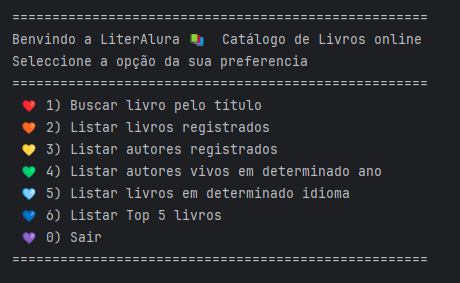 ====================================================
Benvindo a LiterAlura 📚  Catálogo de Livros online
Seleccione a opção da sua preferencia
====================================================
❤️ 1) Buscar livro pelo título
🧡 2) Listar livros registrados
💛 3) Listar autores registrados
💚 4) Listar autores vivos em determinado ano
🩵 5) Listar livros em determinado idioma
💙 6) Listar Top 5 livros
💜 0) Sair
====================================================